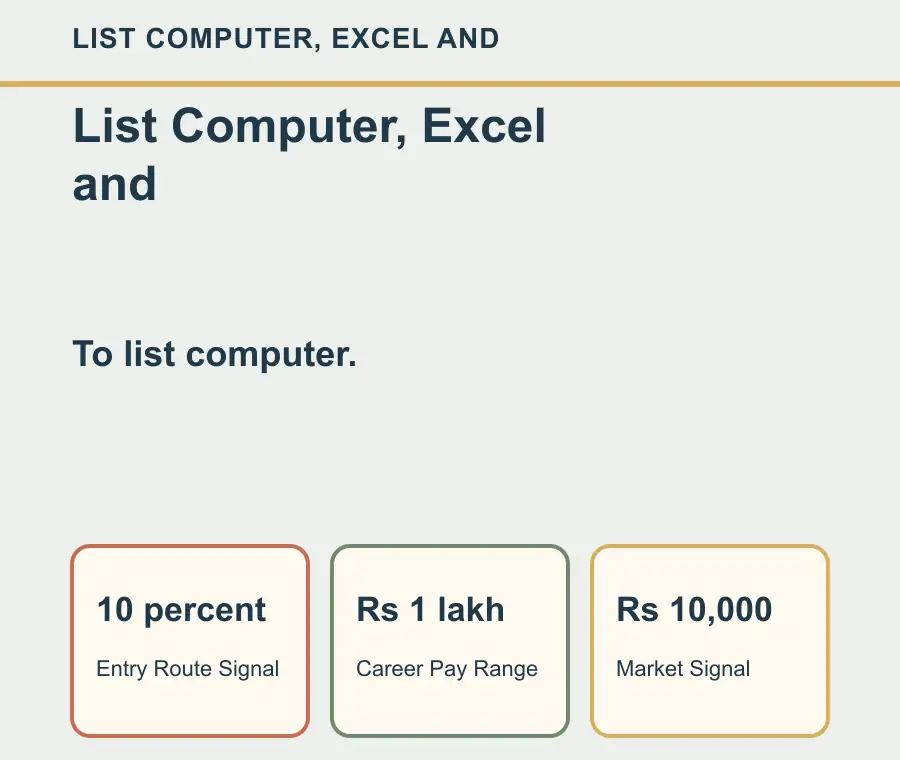 LIST COMPUTER, EXCEL AND
List Computer, Excel
and
To list computer.
10 percent
Entry Route Signal
Rs 1 lakh
Career Pay Range
Rs 10,000
Market Signal